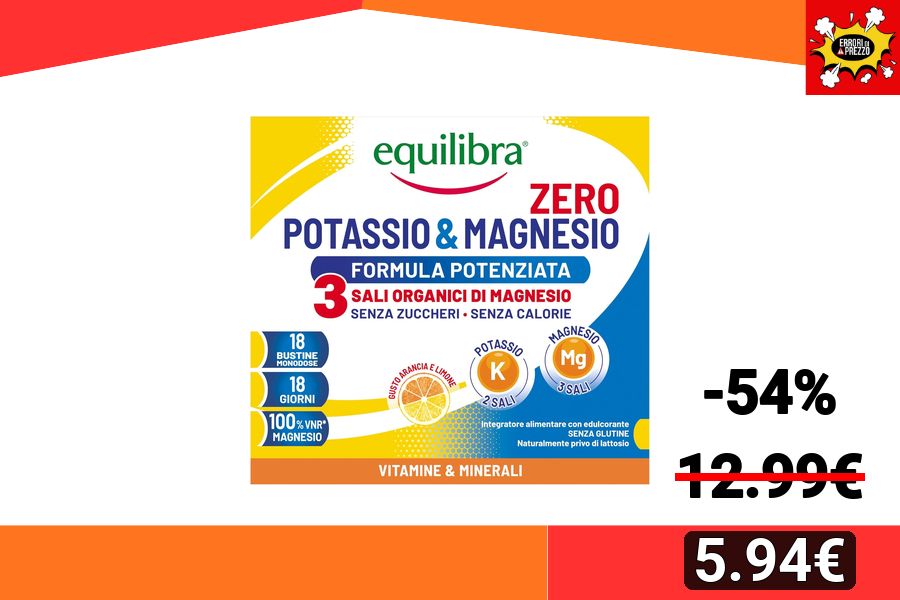 ERRORI DI
PREZZO
equilibra®
ZERO
POTASSIO & MAGNESIO
FORMULA POTENZIATA
3 SALI ORGANICI DI MAGNESIO
SENZA ZUCCHERI • SENZA CALORIE
18
BUSTINE
MONODOSE
18
GIORNI
100% VNR*
MAGNESIO
GUSTO ARANCIA E LIMONE
POTASSIO
K
2 SALI
MAGNESIO
Mg
3 SALI
Integratore alimentare con edulcorante
SENZA GLUTINE
Naturalmente privo di lattosio
VITAMINE & MINERALI
-54%
12.99€
5.94€